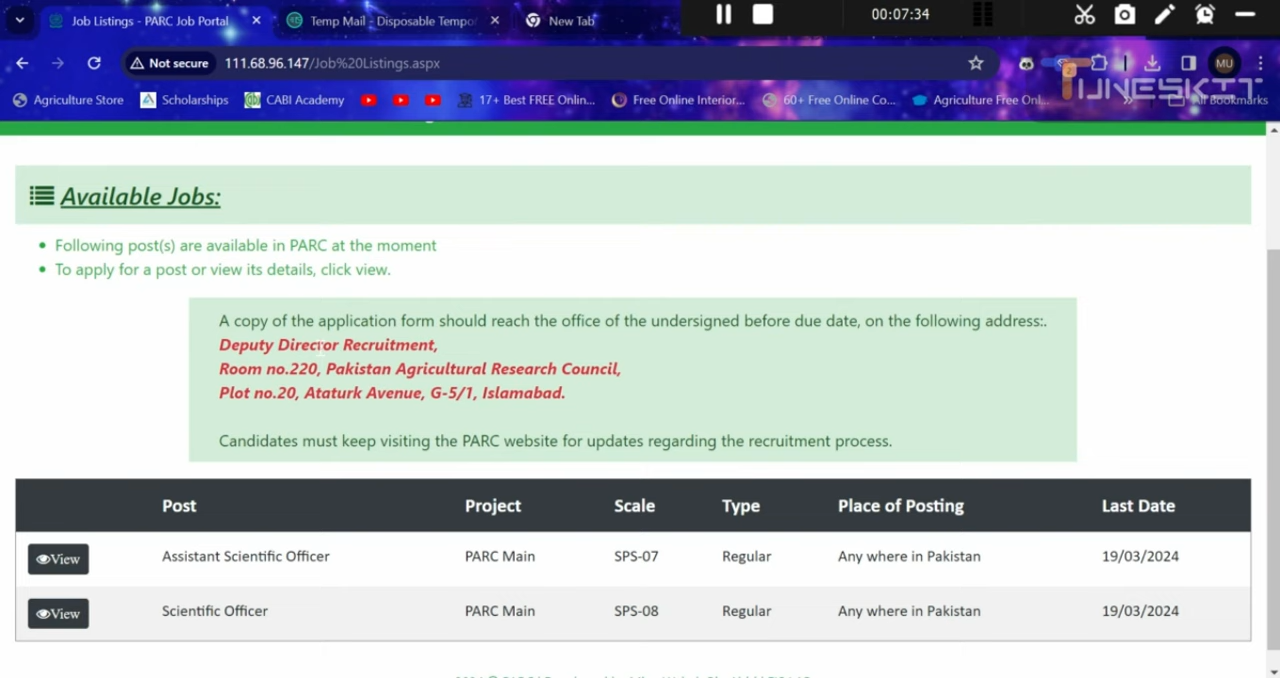 Job Listings - PARC Job Portal
Temp Mail - Disposable Tempor
New Tab
00:07:34
Not secure
111.68.96.147/Job%20Listings.aspx
MU
Agriculture Store
Scholarships
CABI Academy
17+ Best FREE Onlin...
Free Online Interior...
60+ Free Online Co...
Agriculture Free Onl...
All Bookmarks
TUNESKIT
Available Jobs:
Following post(s) are available in PARC at the moment
To apply for a post or view its details, click view.
A copy of the application form should reach the office of the undersigned before due date, on the following address:.
Deputy Director Recruitment,
Room no.220, Pakistan Agricultural Research Council,
Plot no.20, Ataturk Avenue, G-5/1, Islamabad.
Candidates must keep visiting the PARC website for updates regarding the recruitment process.
Post Project Scale Type Place of Posting Last Date
View Assistant Scientific Officer PARC Main SPS-07 Regular Any where in Pakistan 19/03/2024
View Scientific Officer PARC Main SPS-08 Regular Any where in Pakistan 19/03/2024